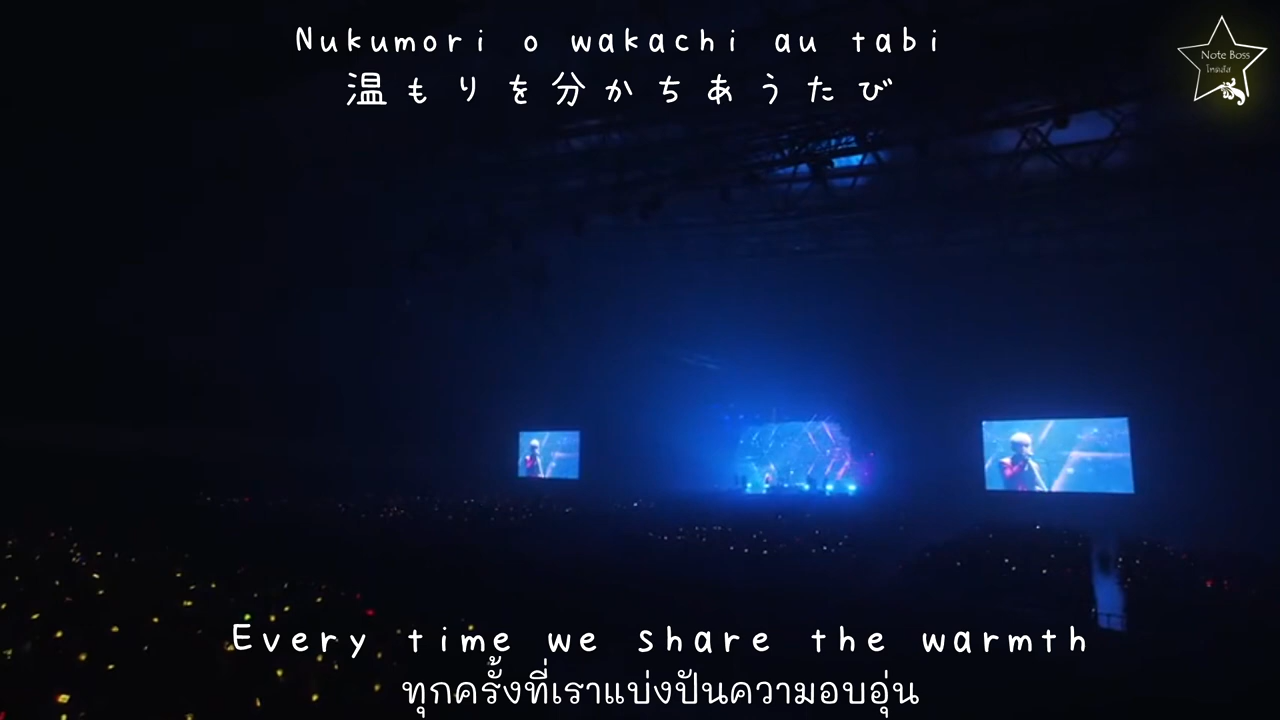 Nukumori o wakachi au tabi
温もりを分かちあうたび
Note Boss
Every time we share the warmth
ทุกครั้งที่เราแบ่งปันความอบอุ่น